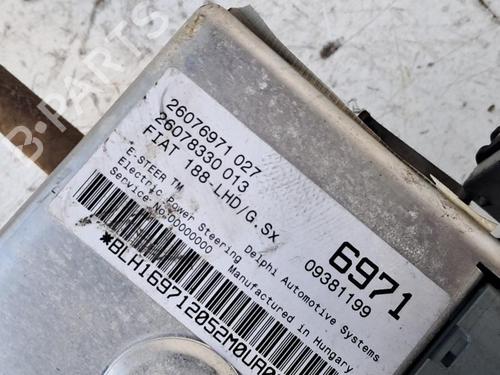 26076971 027
26078330 013
FIAT 188-LHD/G.SX
E-STEER TM
Electric Power Steering
Service No.00000000
6971
09381199
Delphi Automotive Systems
Manufactured in Hungary
B-PARTS